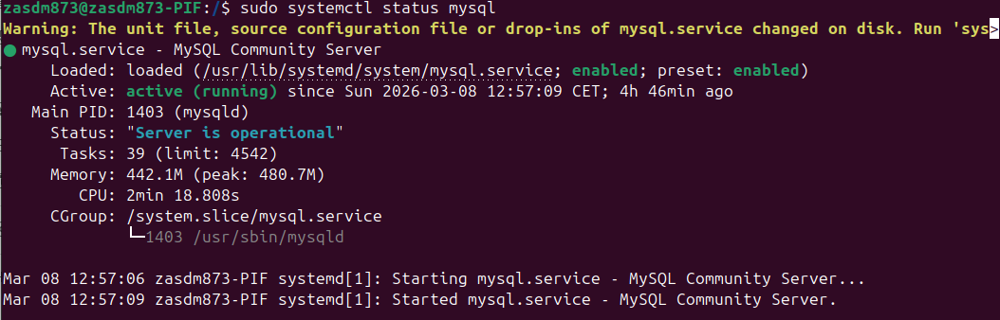 zasdm873@zasdm873-PIF:/$ sudo systemctl status mysql
Warning: The unit file, source configuration file or drop-ins of mysql.service changed on disk. Run 'sys>
● mysql.service - MySQL Community Server
     Loaded: loaded (/usr/lib/systemd/system/mysql.service; enabled; preset: enabled)
     Active: active (running) since Sun 2026-03-08 12:57:09 CET; 4h 46min ago
   Main PID: 1403 (mysqld)
     Status: "Server is operational"
      Tasks: 39 (limit: 4542)
     Memory: 442.1M (peak: 480.7M)
        CPU: 2min 18.808s
     CGroup: /system.slice/mysql.service
             └─1403 /usr/sbin/mysqld
Mar 08 12:57:06 zasdm873-PIF systemd[1]: Starting mysql.service - MySQL Community Server...
Mar 08 12:57:09 zasdm873-PIF systemd[1]: Started mysql.service - MySQL Community Server.